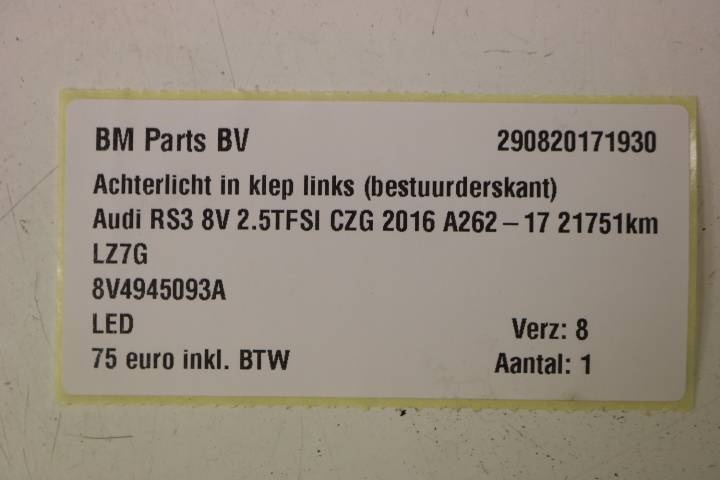 BM Parts BV 290820171930
Achterlicht in klep links (bestuurderskant)
Audi RS3 8V 2.5TFSI CZG 2016 A262 – 17 21751km
LZ7G
8V4945093A
LED Verz: 8
75 euro inkl. BTW Aantal: 1